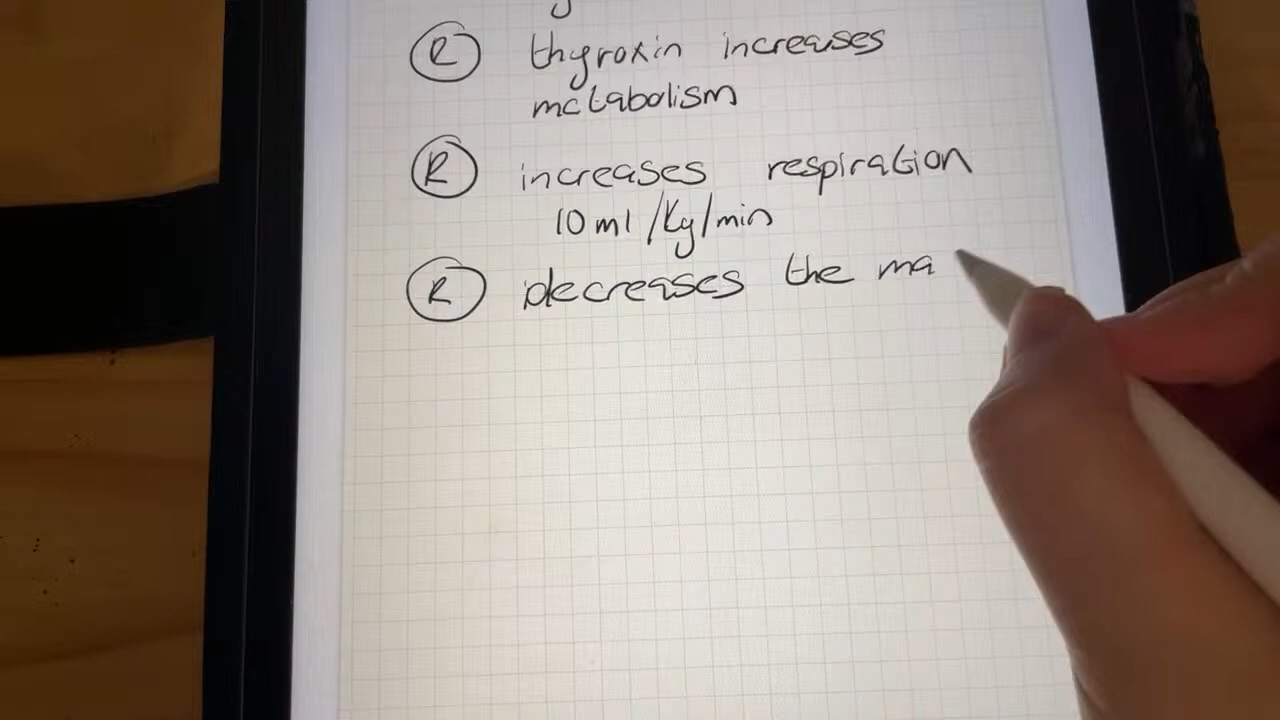 R thyroxin increases
metabolism
R increases respiration
10 ml /Kg/min
R decreases the ma